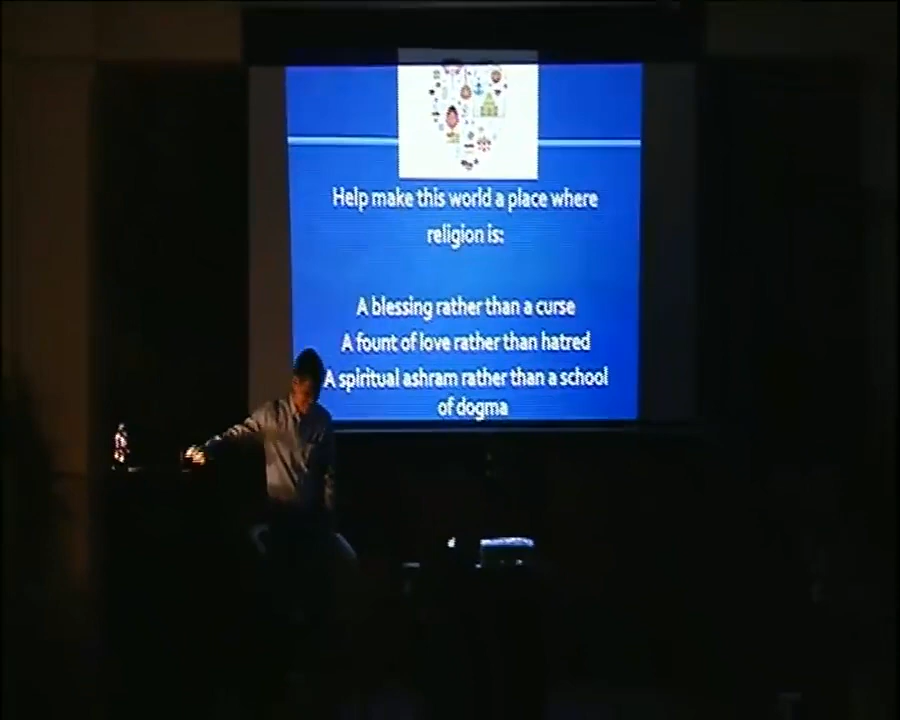 Help make this world a place where
religion is:
A blessing rather than a curse
A fount of love rather than hatred
A spiritual ashram rather than a school
of dogma